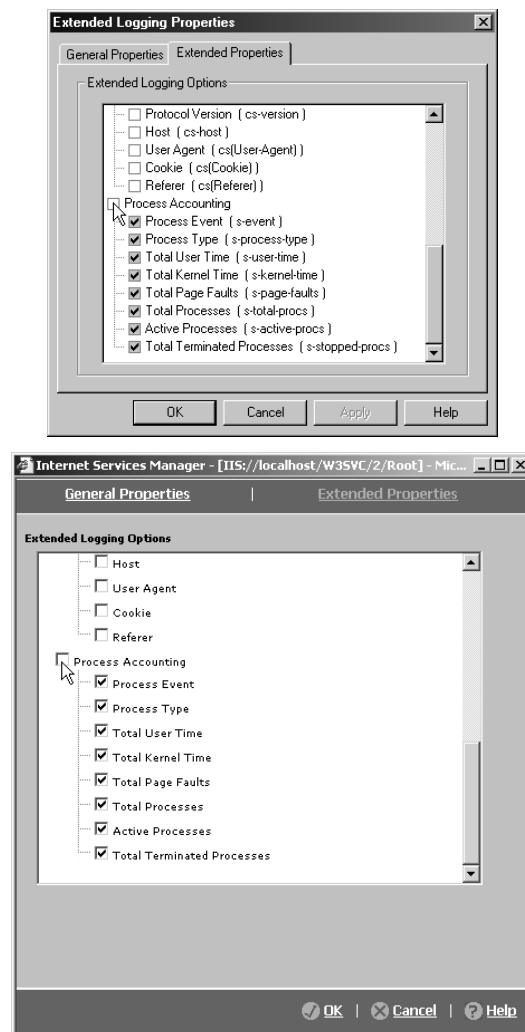 Extended Logging Properties
General Properties Extended Properties
Extended Logging Options
Protocol Version ( cs-version )
Host ( cs-host )
User Agent ( cs(User-Agent) )
Cookie ( cs(Cookie) )
Referer ( cs(Referer) )
Process Accounting
Process Event ( s-event )
Process Type ( s-process-type )
Total User Time ( s-user-time )
Total Kernel Time ( s-kernel-time )
Total Page Faults ( s-page-faults )
Total Processes ( s-total-procs )
Active Processes ( s-active-procs )
Total Terminated Processes ( s-stopped-procs )
OK Cancel Apply Help
Internet Services Manager - [IIS://localhost/W3SVC/2/Root] - Mic...
General Properties | Extended Properties
Extended Logging Options
Host
User Agent
Cookie
Referer
Process Accounting
Process Event
Process Type
Total User Time
Total Kernel Time
Total Page Faults
Total Processes
Active Processes
Total Terminated Processes
OK | Cancel | Help